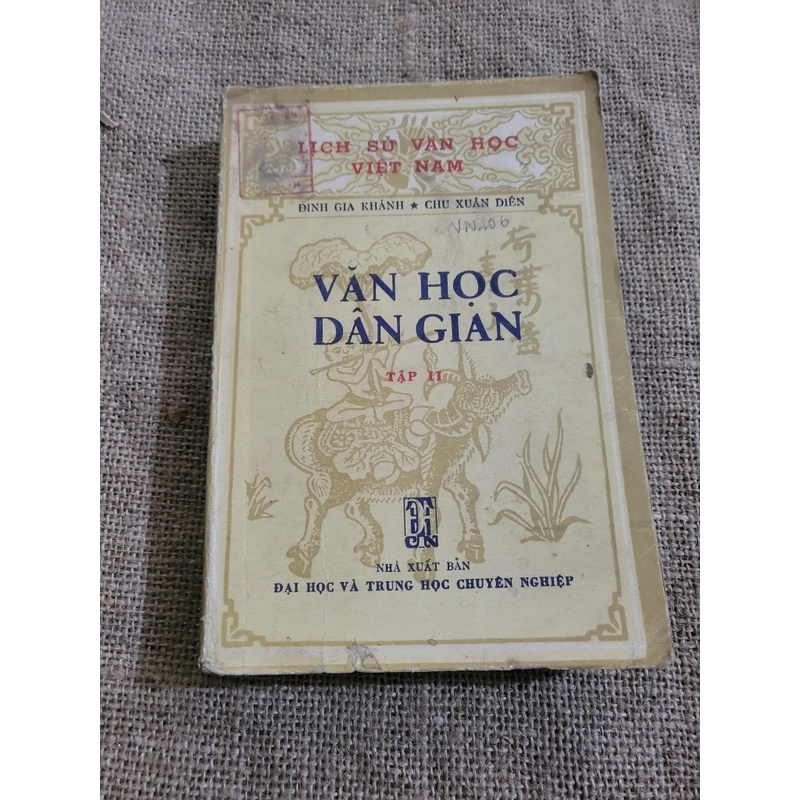 LỊCH SỬ VĂN HỌC
VIỆT NAM
ĐINH GIA KHÁNH ★ CHU XUÂN DIÊN
VĂN HỌC
DÂN GIAN
TẬP II
NHÀ XUẤT BẢN
ĐẠI HỌC VÀ TRUNG HỌC CHUYÊN NGHIỆP